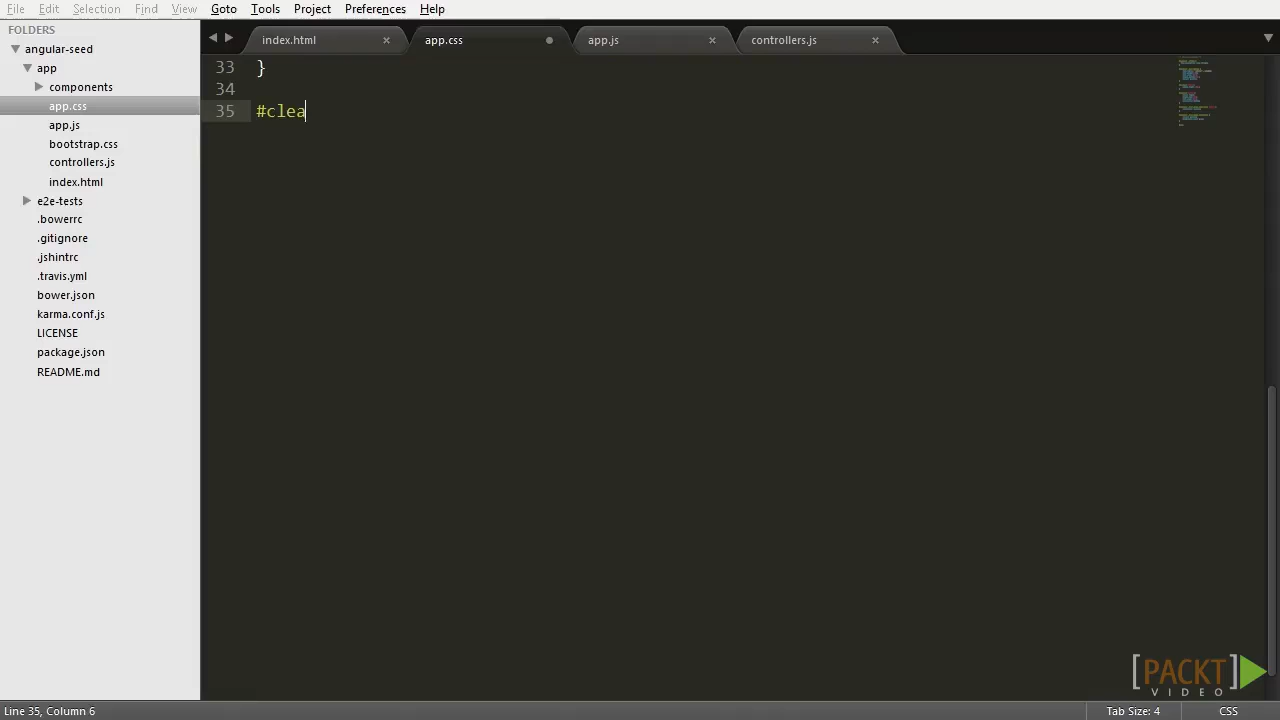 File Edit Selection Find View Goto Tools Project Preferences Help
FOLDERS
angular-seed
app
components
app.css
app.js
bootstrap.css
controllers.js
index.html
e2e-tests
.bowerrc
.gitignore
.jshintrc
.travis.yml
bower.json
karma.conf.js
LICENSE
package.json
README.md
index.html × app.css app.js × controllers.js ×
33 }
34
35 #clea
[PACKT]
VIDEO
Line 35, Column 6 Tab Size: 4 CSS